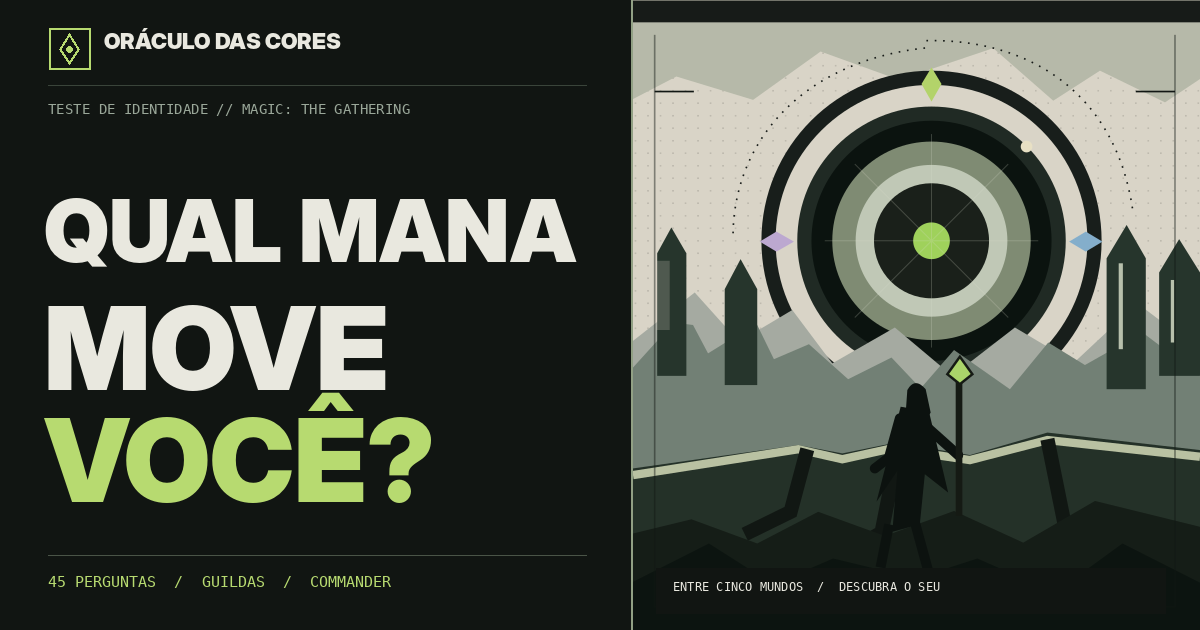 ORÁCULO DAS CORES
TESTE DE IDENTIDADE // MAGIC: THE GATHERING
QUAL MANA
MOVE
VOCÊ?
45 PERGUNTAS / GUILDAS / COMMANDER
ENTRE CINCO MUNDOS / DESCUBRA O SEU